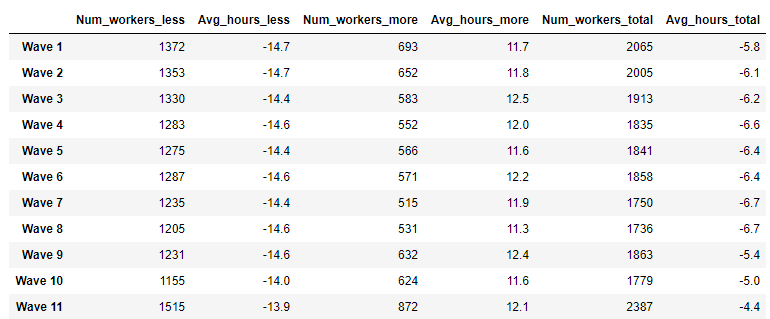 Num_workers_less Avg_hours_less Num_workers_more Avg_hours_more Num_workers_total Avg_hours_total
Wave 1 1372 -14.7 693 11.7 2065 -5.8
Wave 2 1353 -14.7 652 11.8 2005 -6.1
Wave 3 1330 -14.4 583 12.5 1913 -6.2
Wave 4 1283 -14.6 552 12.0 1835 -6.6
Wave 5 1275 -14.4 566 11.6 1841 -6.4
Wave 6 1287 -14.6 571 12.2 1858 -6.4
Wave 7 1235 -14.4 515 11.9 1750 -6.7
Wave 8 1205 -14.6 531 11.3 1736 -6.7
Wave 9 1231 -14.6 632 12.4 1863 -5.4
Wave 10 1155 -14.0 624 11.6 1779 -5.0
Wave 11 1515 -13.9 872 12.1 2387 -4.4